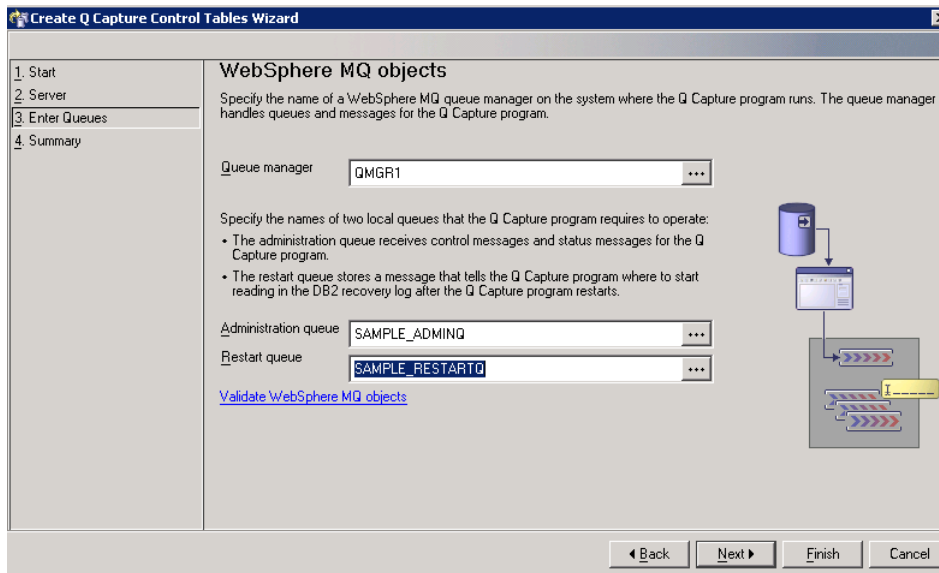 Create Q Capture Control Tables Wizard
1. Start
2. Server
3. Enter Queues
4. Summary
WebSphere MQ objects
Specify the name of a WebSphere MQ queue manager on the system where the Q Capture program runs. The queue manager
handles queues and messages for the Q Capture program.
Queue manager
QMGR1
...
Specify the names of two local queues that the Q Capture program requires to operate:
• The administration queue receives control messages and status messages for the Q
Capture program.
• The restart queue stores a message that tells the Q Capture program where to start
reading in the DB2 recovery log after the Q Capture program restarts.
Administration queue
SAMPLE_ADMINQ
...
Restart queue
SAMPLE_RESTARTQ
...
Validate WebSphere MQ objects
Back
Next
Finish
Cancel